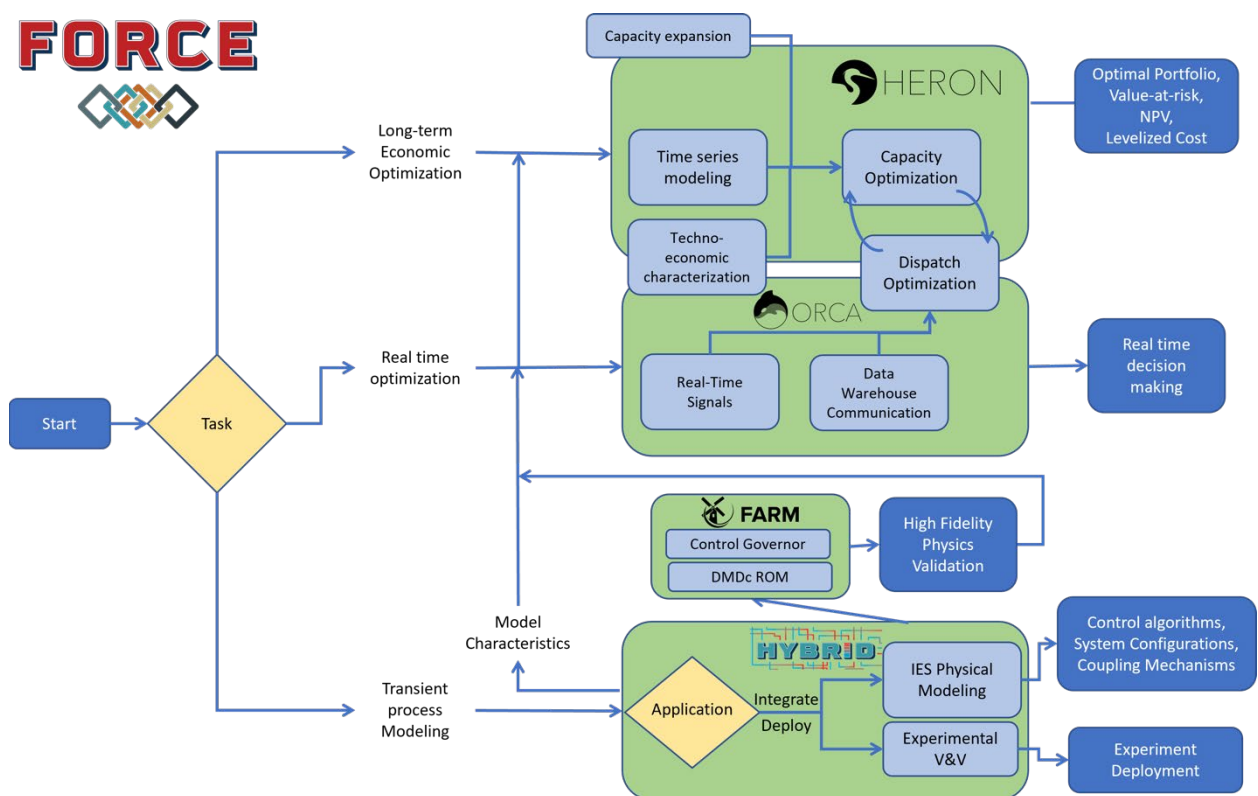 FORCE
Capacity expansion
HERON
Optimal Portfolio,
Value-at-risk,
NPV,
Levelized Cost
Long-term
Economic
Optimization
Time series
modeling
Capacity
Optimization
Techno-
economic
characterization
Dispatch
Optimization
ORCA
Real time
optimization
Real-Time
Signals
Data
Warehouse
Communication
Real time
decision
making
Start
Task
FARM
Control Governor
DMDc ROM
High Fidelity
Physics
Validation
Model
Characteristics
HYBRID
Transient
process
Modeling
Application
Integrate
Deploy
IES Physical
Modeling
Experimental
V&V
Control algorithms,
System Configurations,
Coupling Mechanisms
Experiment
Deployment